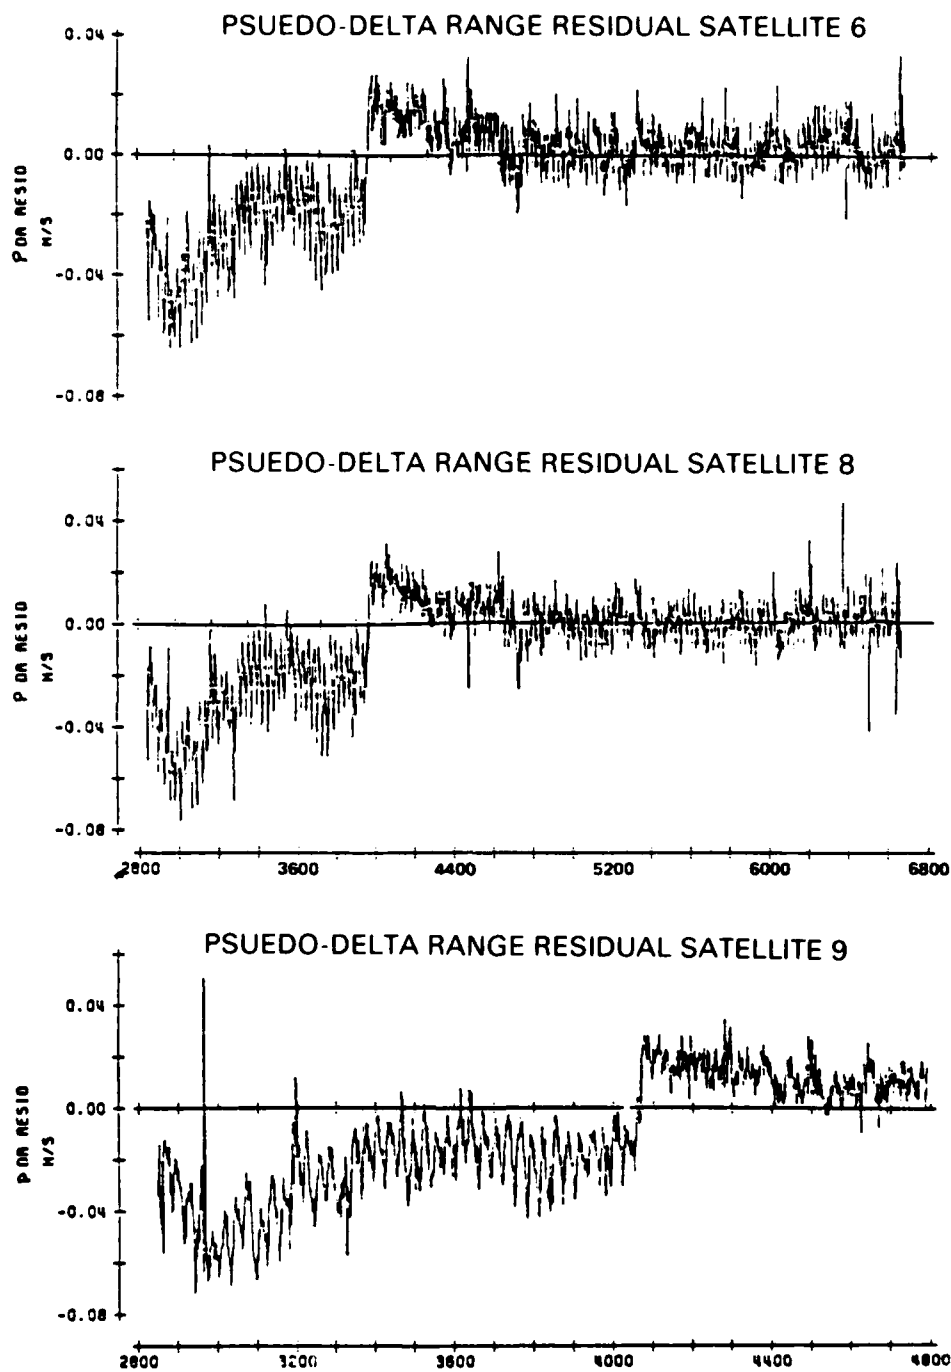 PSUEDO-DELTA RANGE RESIDUAL SATELLITE 6
0.04
0.00
-0.04
-0.08
P DR RESID
M/S
PSUEDO-DELTA RANGE RESIDUAL SATELLITE 8
0.04
0.00
-0.04
-0.08
P DR RESID
M/S
2800 3600 4400 5200 6000 6800
PSUEDO-DELTA RANGE RESIDUAL SATELLITE 9
0.04
0.00
-0.04
-0.08
P DR RESID
M/S
2800 3200 3600 4000 4400 4800